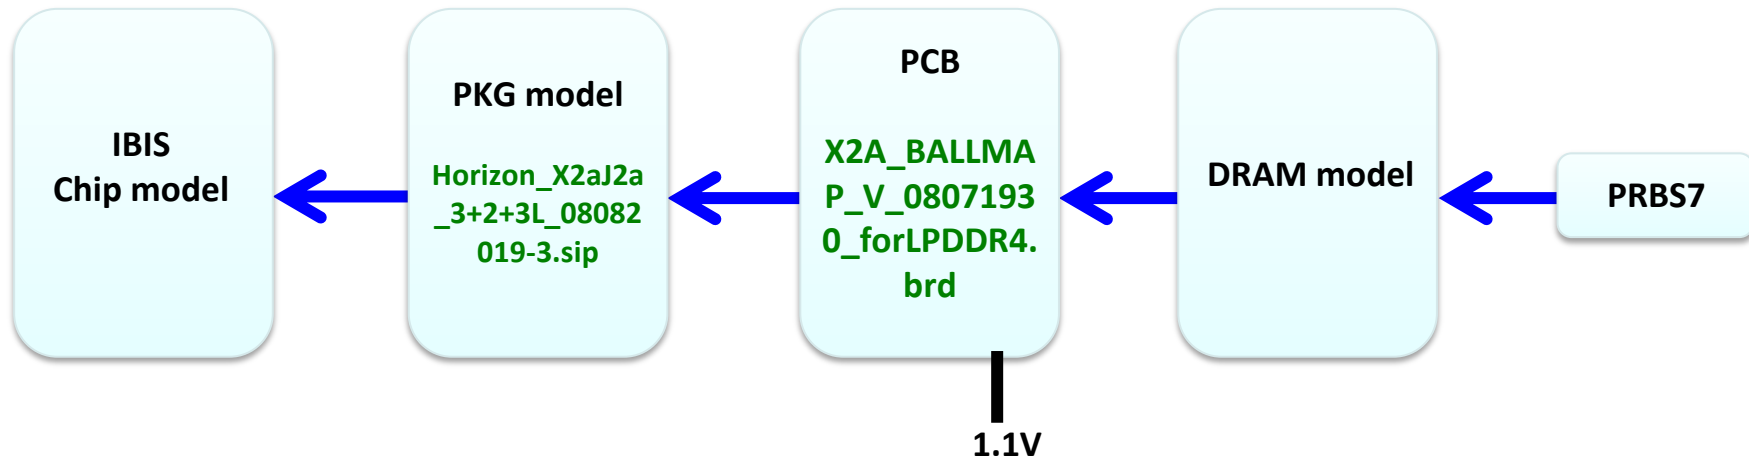 IBIS
Chip model
PKG model
Horizon_X2aJ2a
_3+2+3L_08082
019-3.sip
PCB
X2A_BALLMA
P_V_0807193
0_forLPDDR4.
brd
1.1V
DRAM model
PRBS7